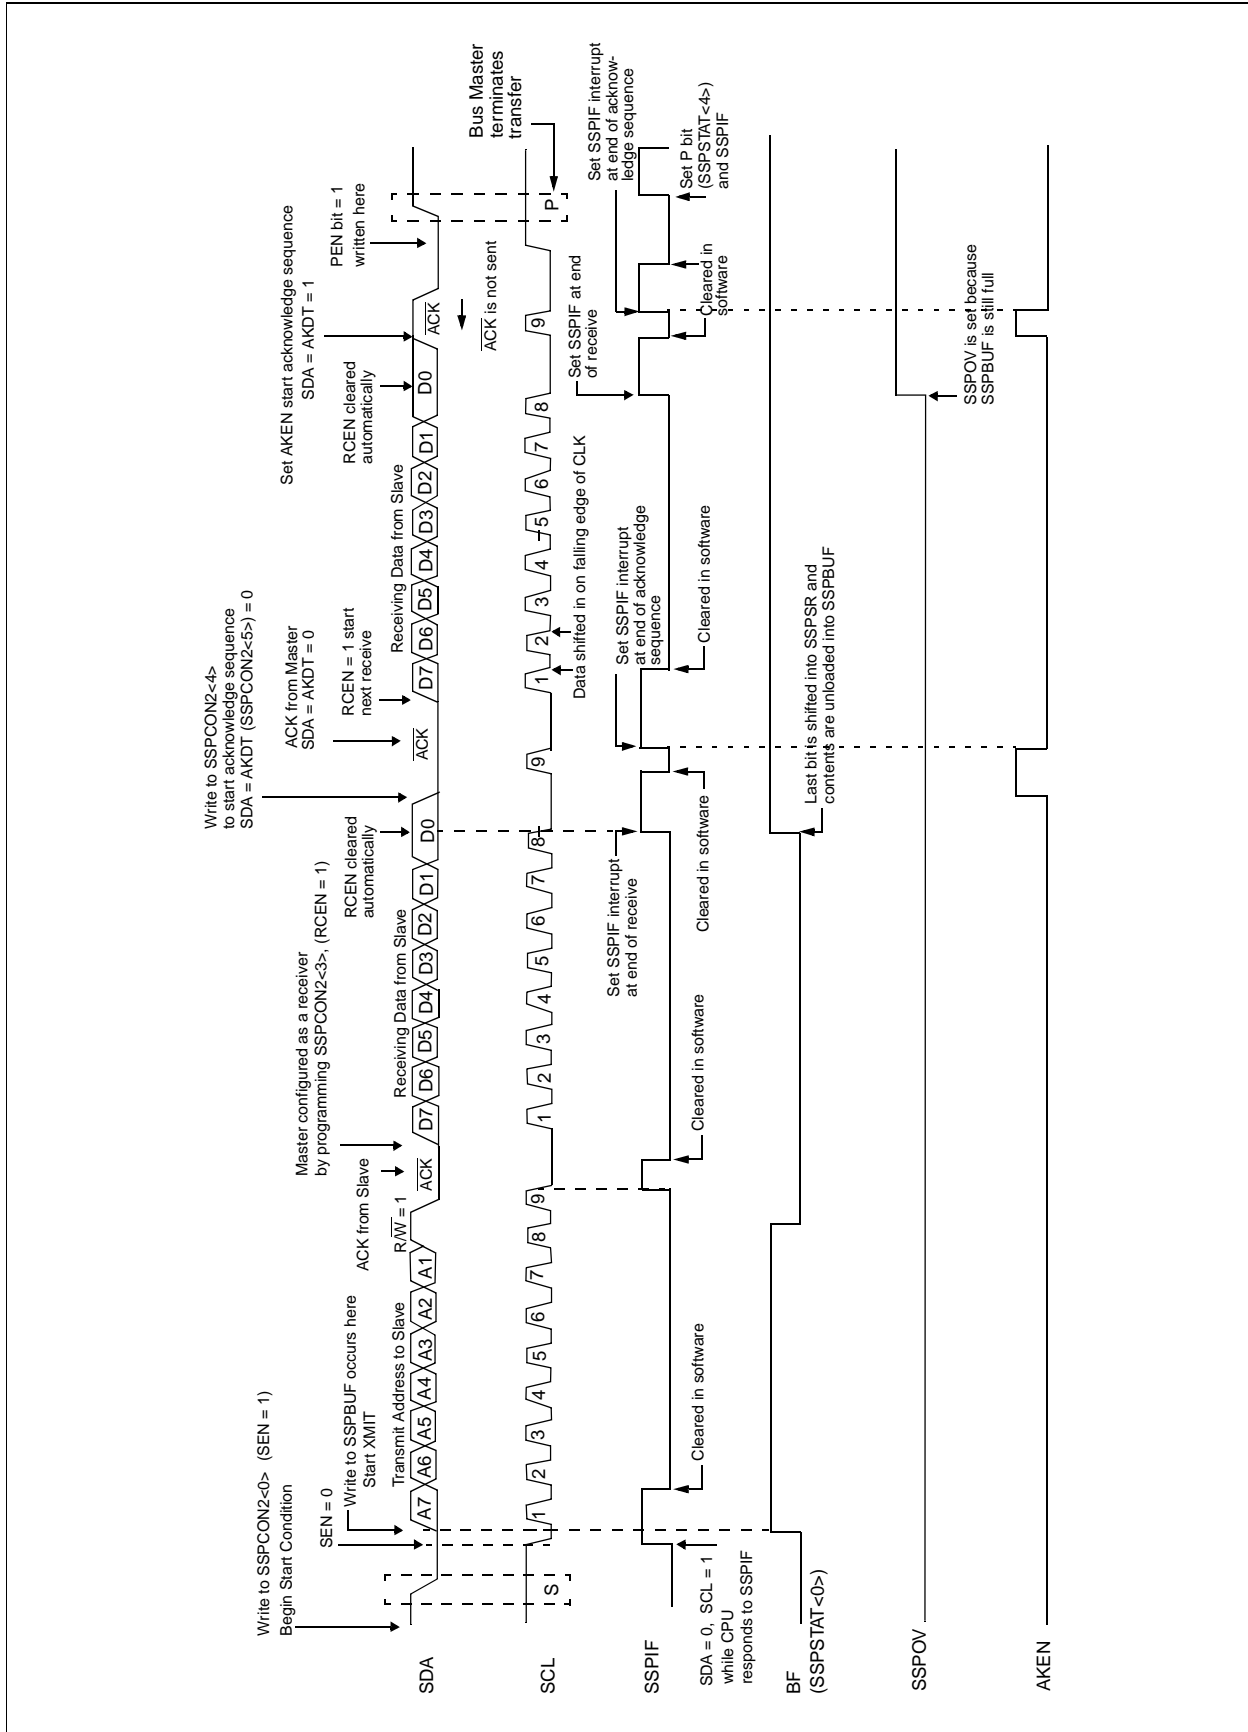 Write to SSPCON2<0> (SEN = 1)
Begin Start Condition
SEN = 0
Write to SSPBUF occurs here
Start XMIT
Transmit Address to Slave
R/W = 1
ACK from Slave
Master configured as a receiver
by programming SSPCON2<3>, (RCEN = 1)
Receiving Data from Slave
RCEN cleared
automatically
Write to SSPCON2<4>
to start acknowledge sequence
SDA = AKDT (SSPCON2<5>) = 0
ACK from Master
SDA = AKDT = 0
RCEN = 1 start
next receive
Receiving Data from Slave
RCEN cleared
automatically
Set AKEN start acknowledge sequence
SDA = AKDT = 1
PEN bit = 1
written here
SDA
A7 A6 A5 A4 A3 A2 A1
ACK
D7 D6 D5 D4 D3 D2 D1 D0
ACK
D7 D6 D5 D4 D3 D2 D1 D0
ACK
ACK is not sent
Bus Master
terminates
transfer
SCL
S
1 2 3 4 5 6 7 8 9
1 2 3 4 5 6 7 8
9
1 2 3 4 5 6 7 8
9
P
Data shifted in on falling edge of CLK
Set SSPIF interrupt
at end of receive
Set SSPIF interrupt
at end of acknowledge
sequence
Set SSPIF at end
of receive
Set SSPIF interrupt
at end of acknow-
ledge sequence
SSPIF
SDA = 0, SCL = 1
while CPU
responds to SSPIF
Cleared in software
Cleared in software
Cleared in software
Cleared in software
Cleared in software
Cleared in
software
Set P bit
(SSPSTAT<4>)
and SSPIF
BF
(SSPSTAT<0>)
Last bit is shifted into SSPSR and
contents are unloaded into SSPBUF
SSPOV
SSPOV is set because
SSPBUF is still full
AKEN